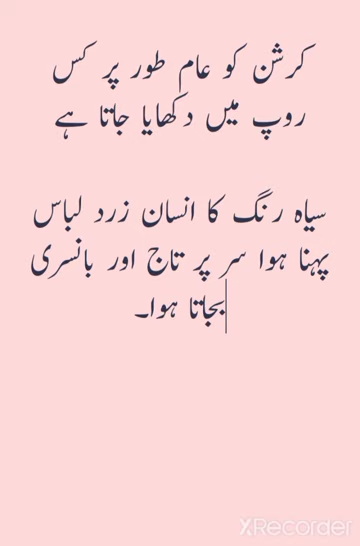 کرشن کو عام طور پر کس
روپ میں دکھایا جاتا ہے
سیاہ رنگ کا انسان زرد لباس
پہنا ہوا سر پر تاج اور بانسری
بجاتا ہوا۔
XRecorder